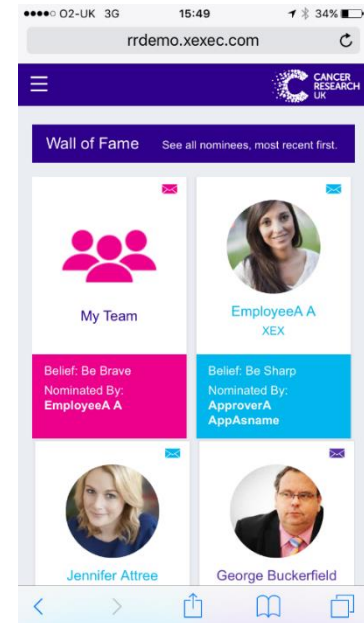 O2-UK 3G 15:49 34%
rrdemo.xexec.com
CANCER
RESEARCH
UK
Wall of Fame See all nominees, most recent first.
My Team
EmployeeA A
XEX
Belief: Be Brave
Nominated By:
EmployeeA A
Belief: Be Sharp
Nominated By:
ApproverA
AppAsname
Jennifer Attree
George Buckerfield